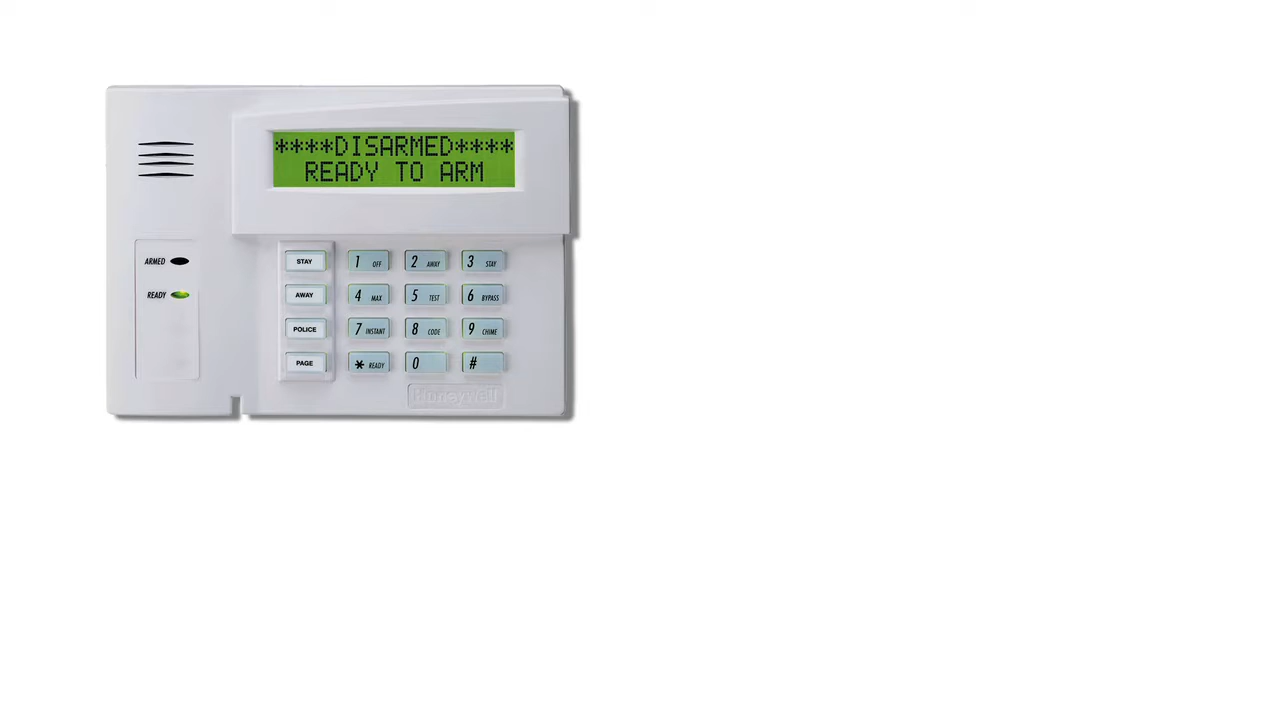 ****DISARMED****
READY TO ARM
ARMED
READY
STAY
1 OFF
2 AWAY
3 STAY
AWAY
4 MAX
5 TEST
6 BYPASS
POLICE
7 INSTANT
8 CODE
9 CHIME
PAGE
* READY
0
#
Honeywell